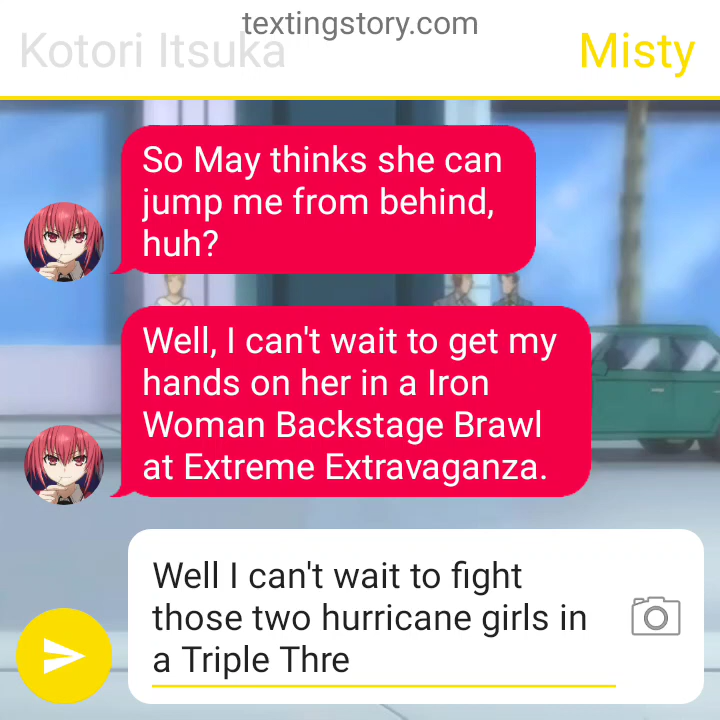 textingstory.com
Kotori Itsuka
Misty
So May thinks she can
jump me from behind,
huh?
Well, I can't wait to get my
hands on her in a Iron
Woman Backstage Brawl
at Extreme Extravaganza.
Well I can't wait to fight
those two hurricane girls in
a Triple Thre